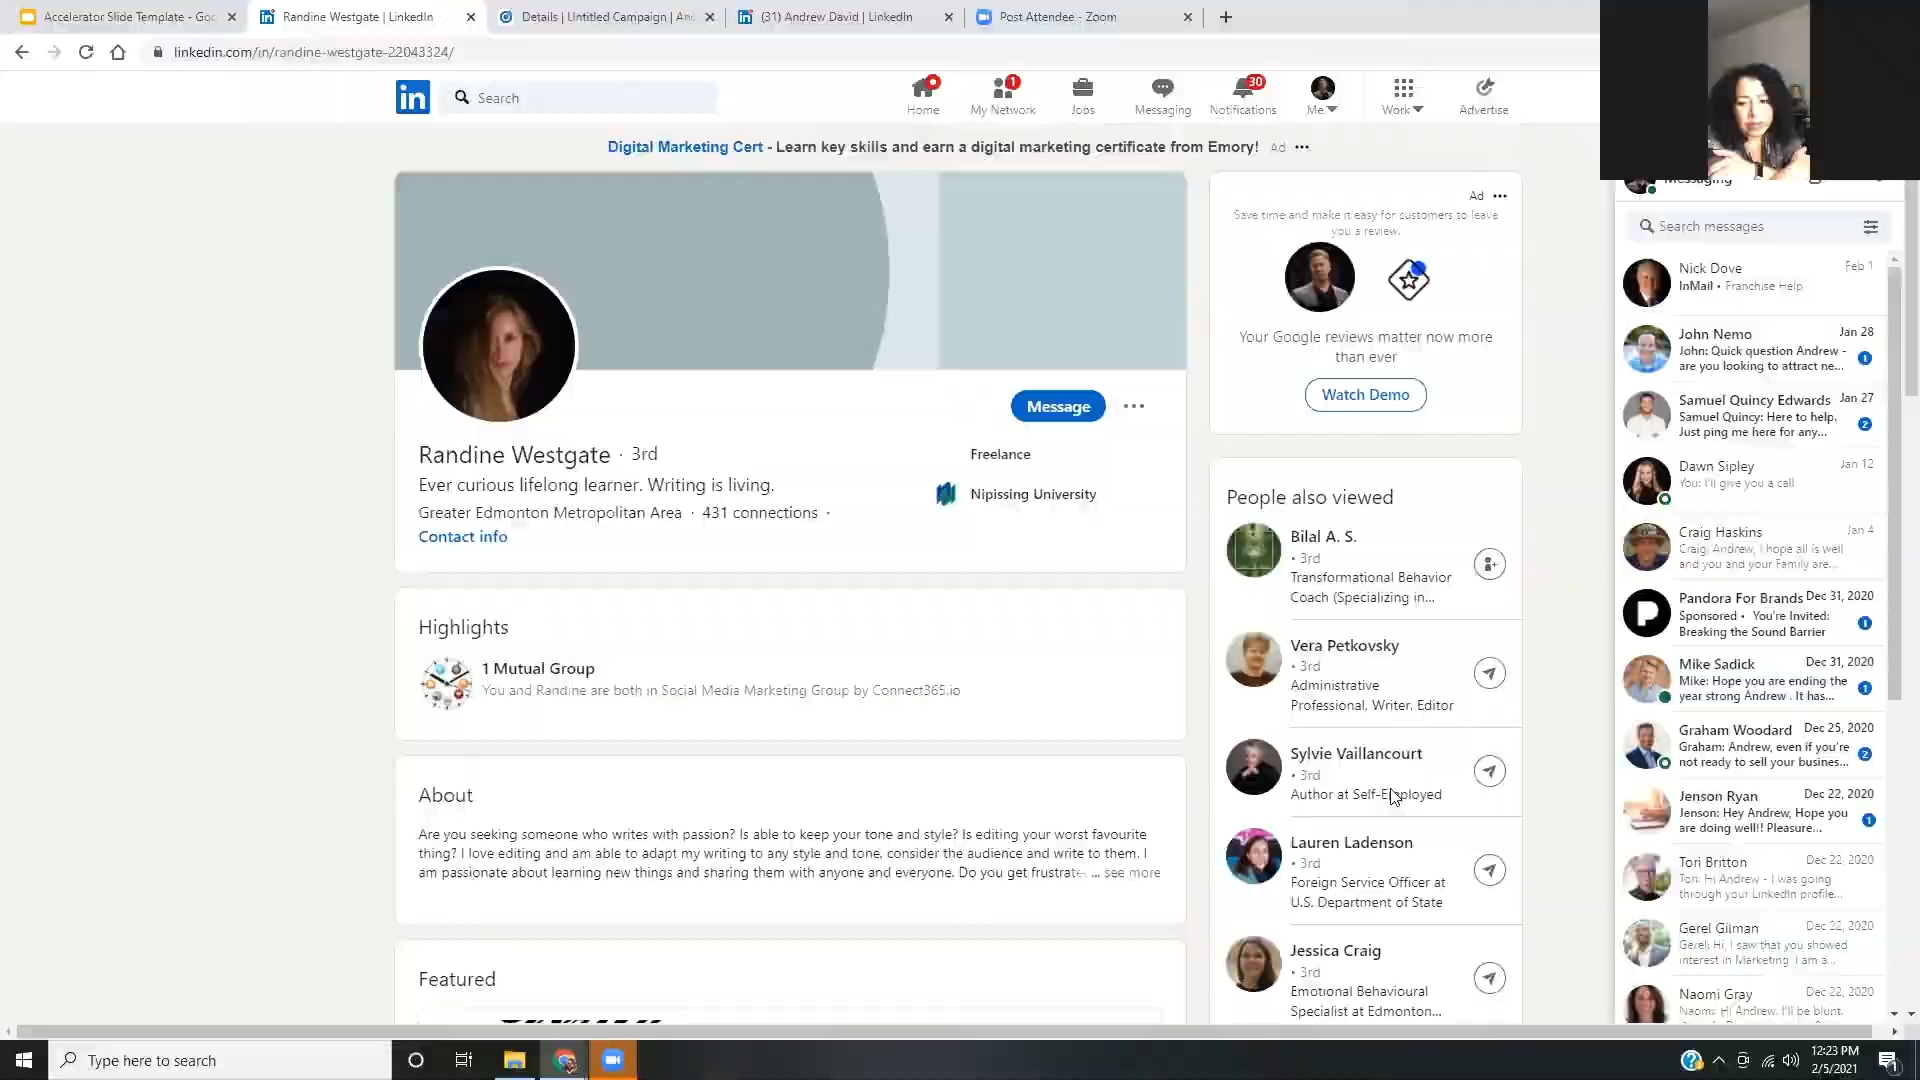 Accelerator Slide Template - Goo
Randine Westgate | LinkedIn
Details | Untitled Campaign | Anu
(31) Andrew David | LinkedIn
Post Attendee - Zoom
linkedin.com/in/randine-westgate-22043324/
in
Search
Home
1
My Network
Jobs
Messaging
30
Notifications
Me
Work
Advertise
Digital Marketing Cert - Learn key skills and earn a digital marketing certificate from Emory! Ad
Message
Randine Westgate · 3rd
Ever curious lifelong learner. Writing is living.
Greater Edmonton Metropolitan Area · 431 connections ·
Contact info
Freelance
Nipissing University
Highlights
1 Mutual Group
You and Randine are both in Social Media Marketing Group by Connect365.io
About
Are you seeking someone who writes with passion? Is able to keep your tone and style? Is editing your worst favourite
thing? I love editing and am able to adapt my writing to any style and tone, consider the audience and write to them. I
am passionate about learning new things and sharing them with anyone and everyone. Do you get frustrate ... see more
Featured
Ad
Save time and make it easy for customers to leave
you a review.
Your Google reviews matter now more
than ever
Watch Demo
People also viewed
Bilal A. S.
• 3rd
Transformational Behavior
Coach (Specializing in...
Vera Petkovsky
• 3rd
Administrative
Professional, Writer, Editor
Sylvie Vaillancourt
• 3rd
Author at Self-Employed
Lauren Ladenson
• 3rd
Foreign Service Officer at
U.S. Department of State
Jessica Craig
• 3rd
Emotional Behavioural
Specialist at Edmonton...
Messaging
Search messages
Nick Dove Feb 1
InMail • Franchise Help
John Nemo Jan 28
John: Quick question Andrew -
are you looking to attract ne... 1
Samuel Quincy Edwards Jan 27
Samuel Quincy: Here to help,
Just ping me here for any... 2
Dawn Sipley Jan 12
You: I'll give you a call
Craig Haskins Jan 4
Craig: Andrew, I hope all is well
and you and your Family are...
P
Pandora For Brands Dec 31, 2020
Sponsored • You're Invited:
Breaking the Sound Barrier 1
Mike Sadick Dec 31, 2020
Mike: Hope you are ending the
year strong Andrew . It has... 1
Graham Woodard Dec 25, 2020
Graham: Andrew, even if you're
not ready to sell your busines... 2
Jenson Ryan Dec 22, 2020
Jenson: Hey Andrew, Hope you
are doing well!! Pleasure... 1
Tori Britton Dec 22, 2020
Tori: Hi Andrew - I was going
through your LinkedIn profile...
Gerel Gilman Dec 22, 2020
Gerel: Hi, I saw that you showed
interest in Marketing. I am a...
Naomi Gray Dec 22, 2020
Naomi: Hi Andrew. I'll be blunt.
Type here to search
12:23 PM
2/5/2021